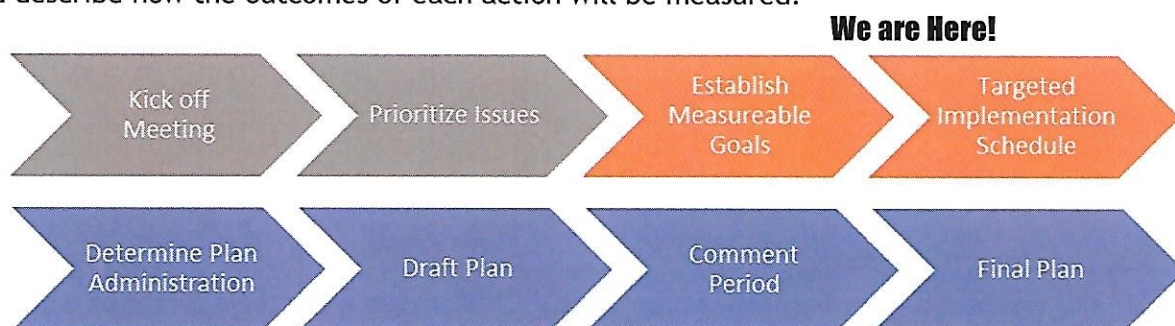 describe how the outcomes of each action will be measured.
We are Here!
Kick off
Meeting
Prioritize Issues
Establish
Measureable
Goals
Targeted
Implementation
Schedule
Determine Plan
Administration
Draft Plan
Comment
Period
Final Plan